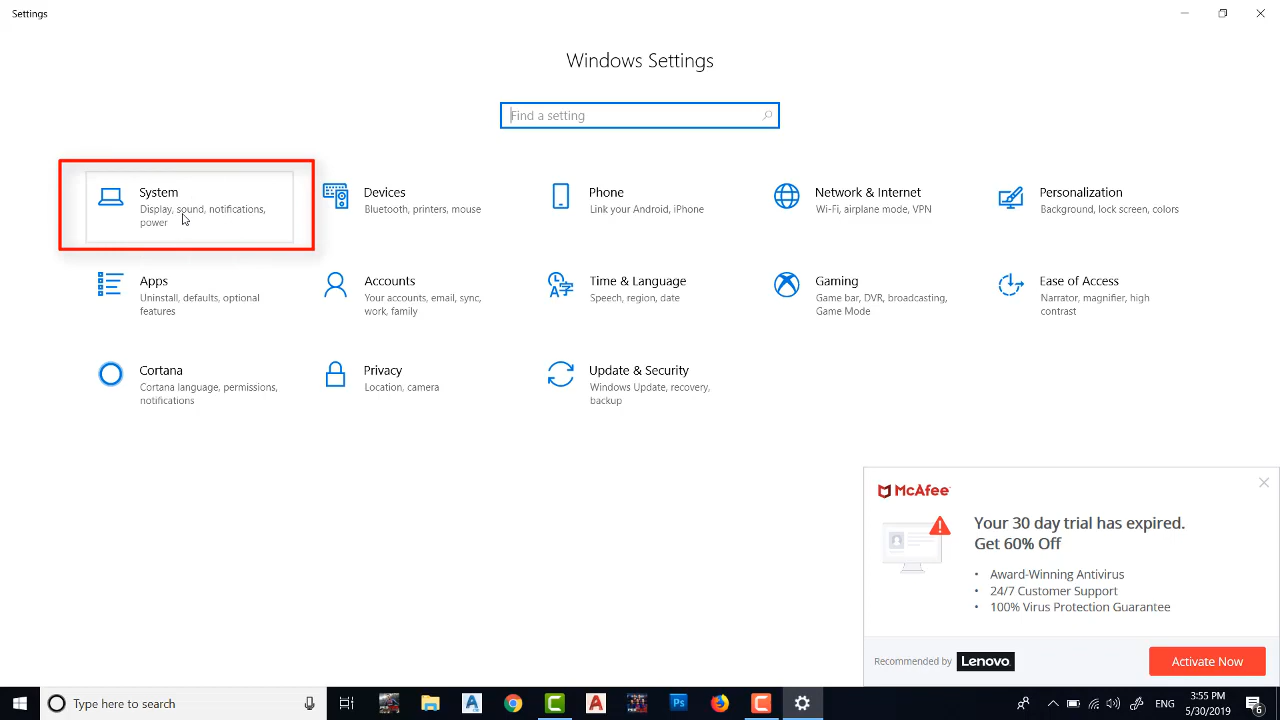 Settings
Windows Settings
Find a setting
System
Display, sound, notifications,
power
Devices
Bluetooth, printers, mouse
Phone
Link your Android, iPhone
Network & Internet
Wi-Fi, airplane mode, VPN
Personalization
Background, lock screen, colors
Apps
Uninstall, defaults, optional
features
Accounts
Your accounts, email, sync,
work, family
Time & Language
Speech, region, date
Gaming
Game bar, DVR, broadcasting,
Game Mode
Ease of Access
Narrator, magnifier, high
contrast
Cortana
Cortana language, permissions,
notifications
Privacy
Location, camera
Update & Security
Windows Update, recovery,
backup
McAfee
Your 30 day trial has expired.
Get 60% Off
• Award-Winning Antivirus
• 24/7 Customer Support
• 100% Virus Protection Guarantee
Recommended by Lenovo
Activate Now
Type here to search
ENG
3:55 PM
5/30/2019
6